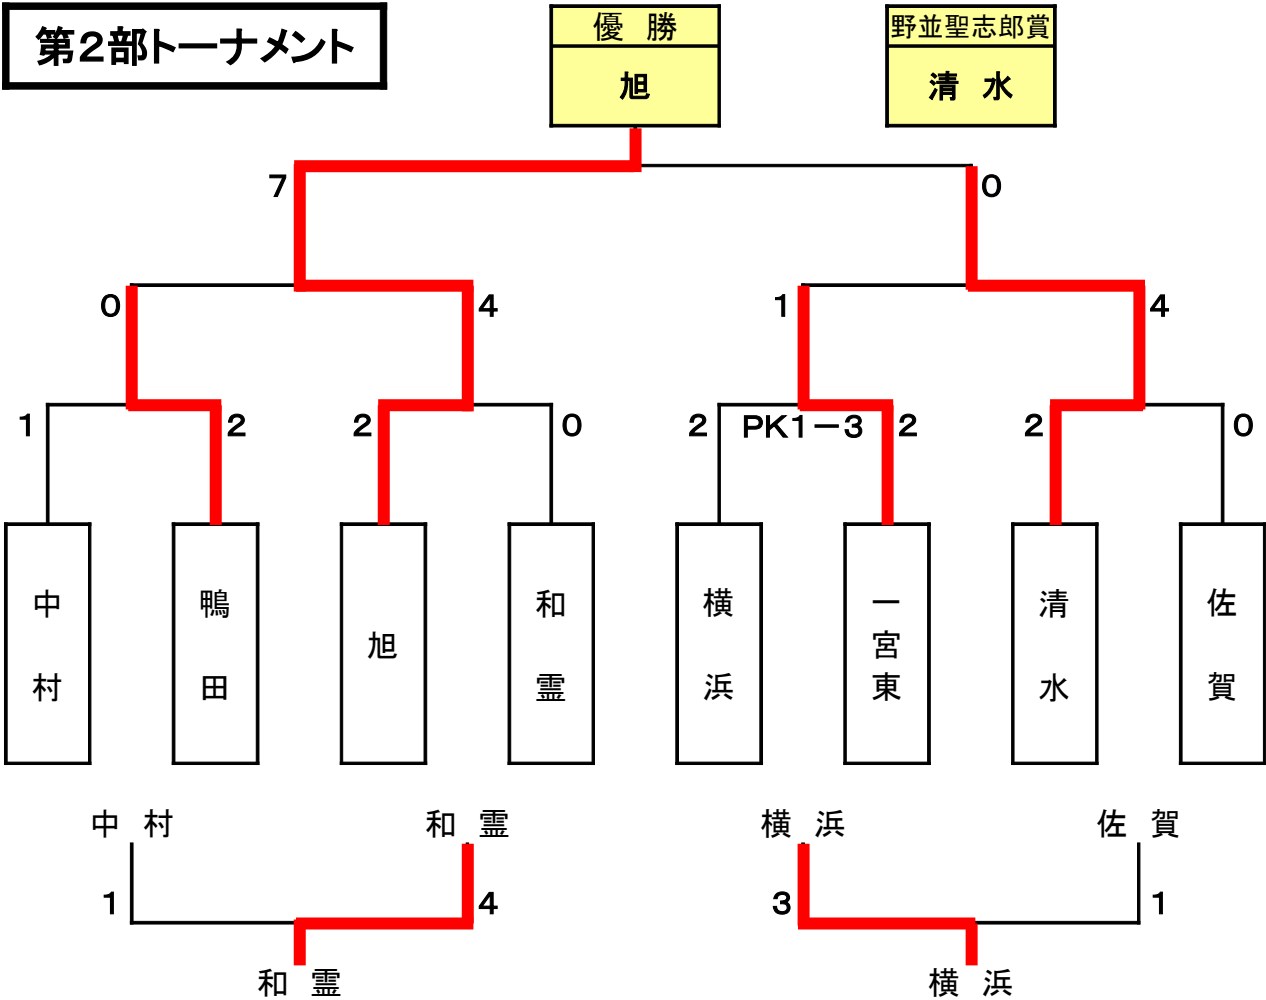 第2部トーナメント
優 勝
旭
野並聖志郎賞
清 水
7
0
0
4
1
4
1
2
2
0
2
PK1－3
2
2
0
中村
鴨田
旭
和霊
横浜
一宮東
清水
佐賀
中 村
和 霊
横 浜
佐 賀
1
4
3
1
和 霊
横 浜